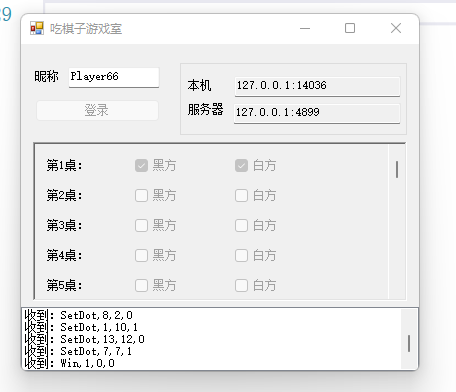 29
吃棋子游戏室
昵称 Player66
登录
本机 127.0.0.1:14036
服务器 127.0.0.1:4899
第1桌: 黑方 白方
第2桌: 黑方 白方
第3桌: 黑方 白方
第4桌: 黑方 白方
第5桌: 黑方 白方
收到: SetDot,8,2,0
收到: SetDot,1,10,1
收到: SetDot,13,12,0
收到: SetDot,7,7,1
收到: Win,1,0,0